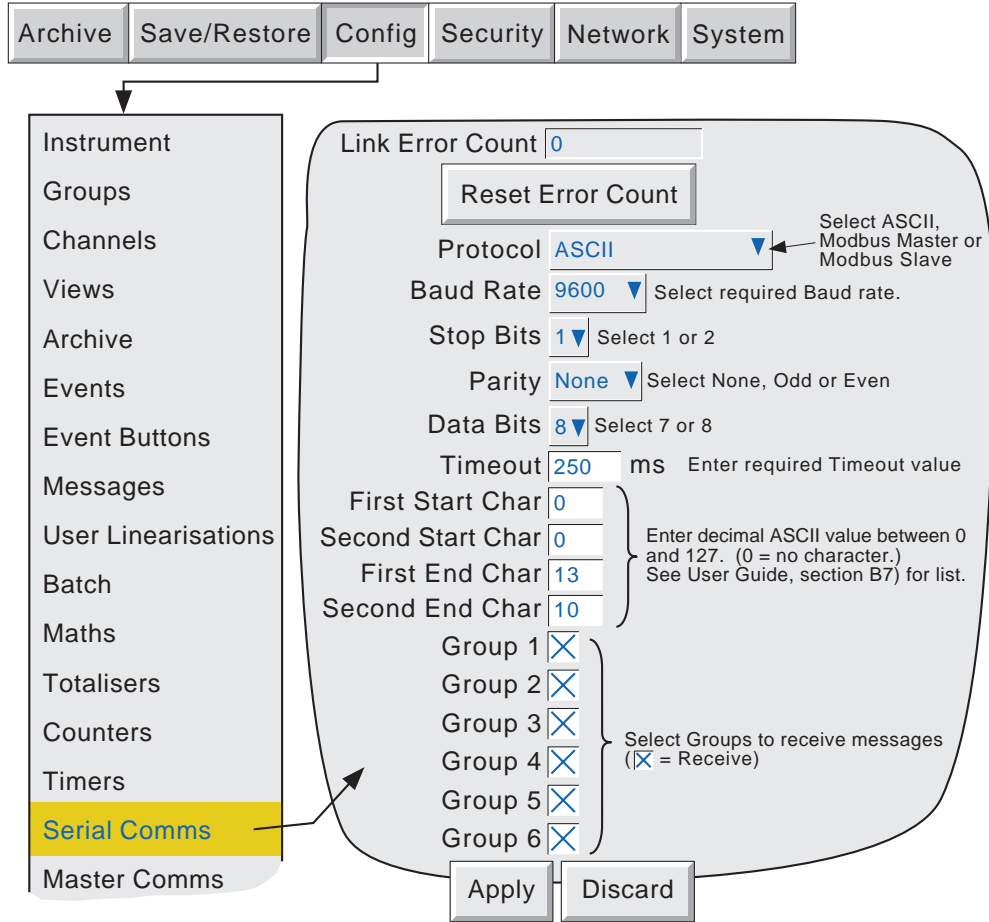 Archive Save/Restore Config Security Network System
Instrument
Groups
Channels
Views
Archive
Events
Event Buttons
Messages
User Linearisations
Batch
Maths
Totalisers
Counters
Timers
Serial Comms
Master Comms
Link Error Count 0
Reset Error Count
Protocol ASCII
Select ASCII,
Modbus Master or
Modbus Slave
Baud Rate 9600 Select required Baud rate.
Stop Bits 1 Select 1 or 2
Parity None Select None, Odd or Even
Data Bits 8 Select 7 or 8
Timeout 250 ms Enter required Timeout value
First Start Char 0
Second Start Char 0
First End Char 13
Second End Char 10
Enter decimal ASCII value between 0
and 127. (0 = no character.)
See User Guide, section B7) for list.
Group 1
Group 2
Group 3
Group 4
Group 5
Group 6
Select Groups to receive messages
(☒ = Receive)
Apply Discard